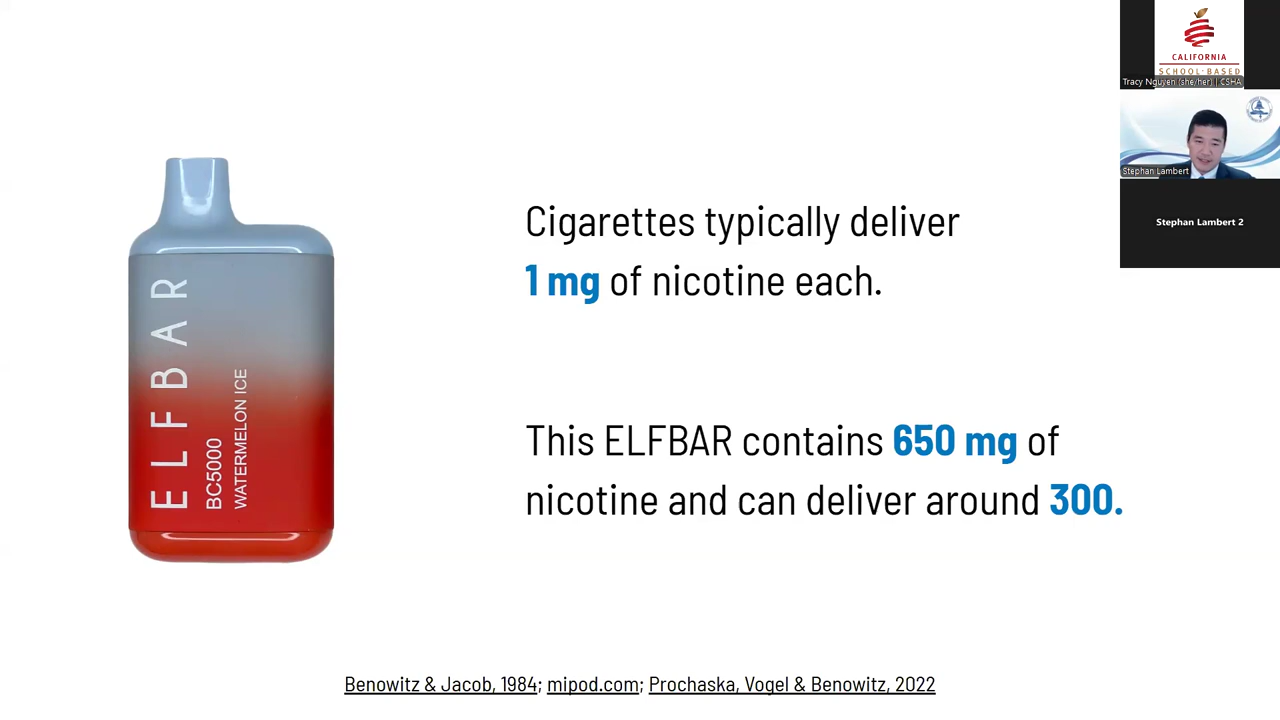 CALIFORNIA
SCHOOL-BASED
Tracy Nguyen (she/her) | CSHA
Stephan Lambert
Stephan Lambert 2
ELFBAR
BC5000
WATERMELON ICE
Cigarettes typically deliver
1 mg of nicotine each.
This ELFBAR contains 650 mg of
nicotine and can deliver around 300.
Benowitz & Jacob, 1984; mipod.com; Prochaska, Vogel & Benowitz, 2022